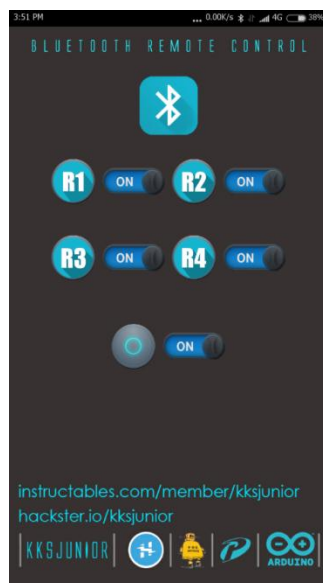 3:51 PM ... 0.00K/s 4G 38%
BLUETOOTH REMOTE CONTROL
R1 ON R2 ON
R3 ON R4 ON
ON
instructables.com/member/kksjunior
hackster.io/kksjunior
KKSJUNIOR ARDUINO